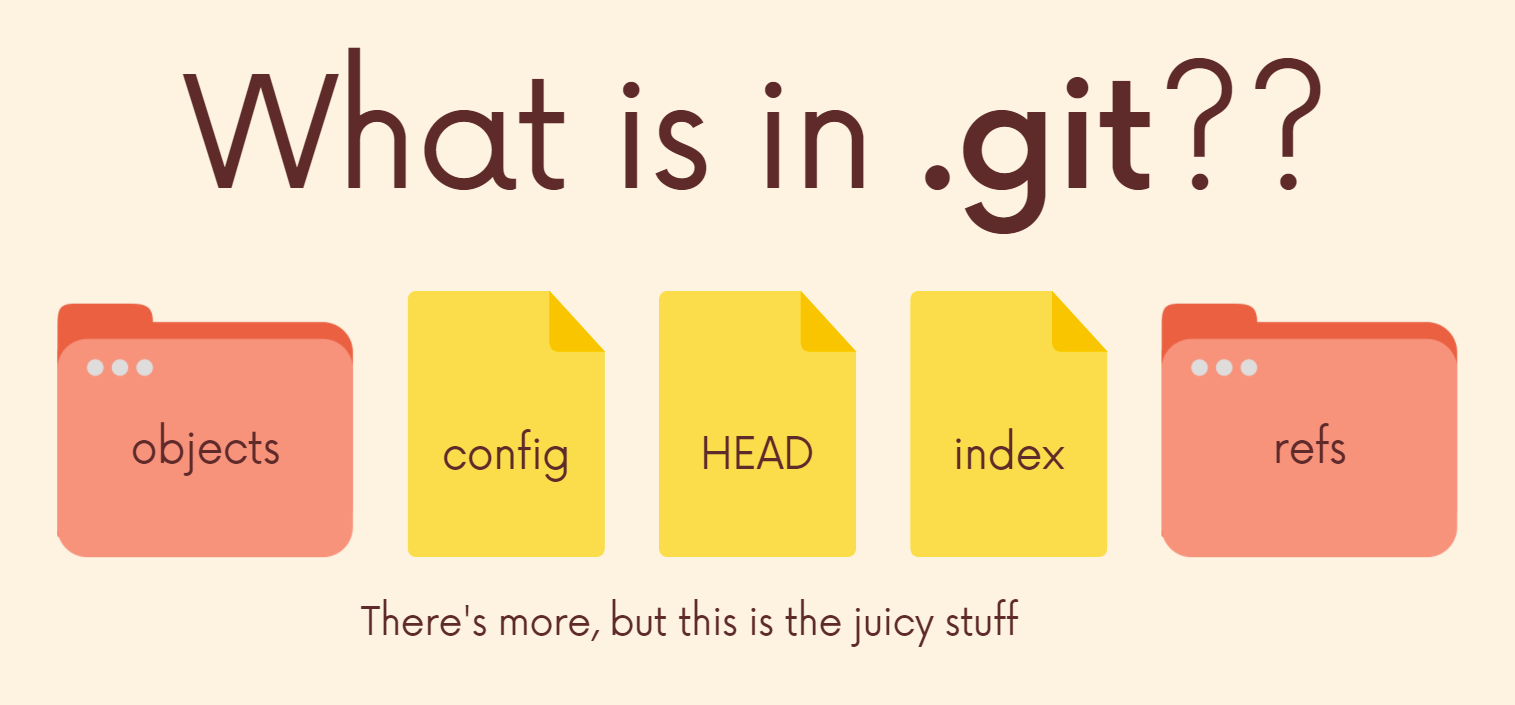 What is in .git??
objects
config
HEAD
index
refs
There's more, but this is the juicy stuff